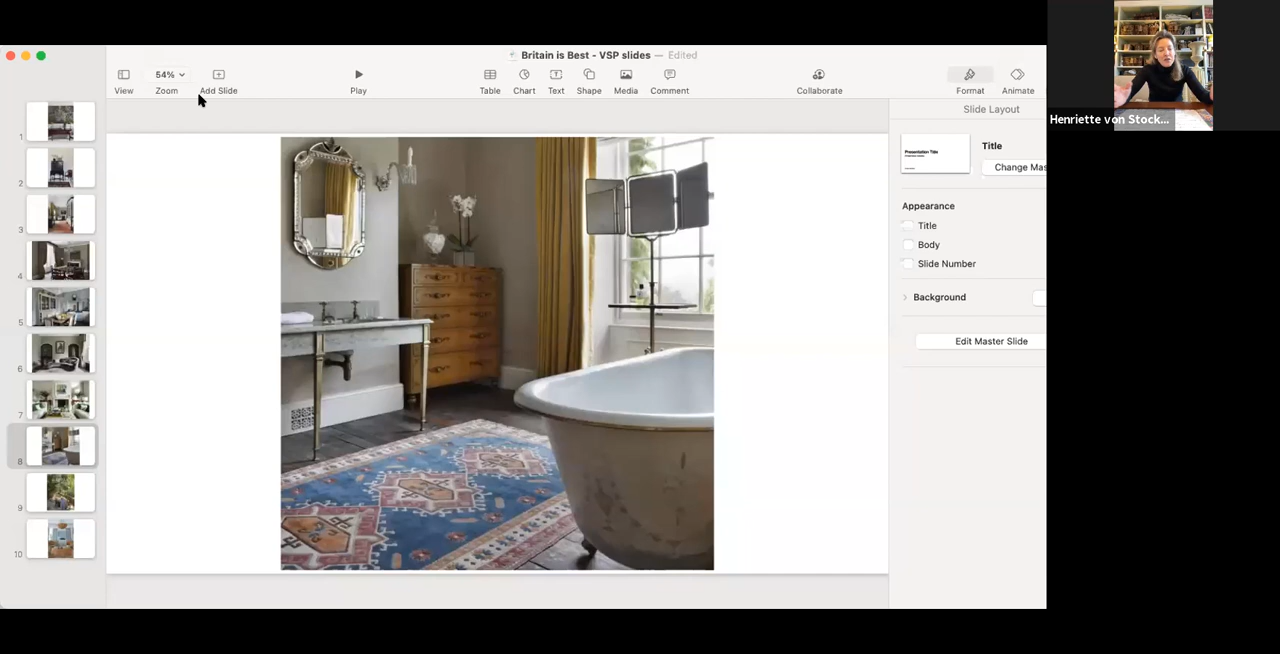 Britain is Best - VSP slides — Edited
54%
View
Zoom
Add Slide
Play
Table
Chart
Text
Shape
Media
Comment
Collaborate
Format
Animate
Henriette von Stock...
Slide Layout
Presentation Title
Title
Change Mas
Appearance
Title
Body
Slide Number
Background
Edit Master Slide
1
2
3
4
5
6
7
8
9
10